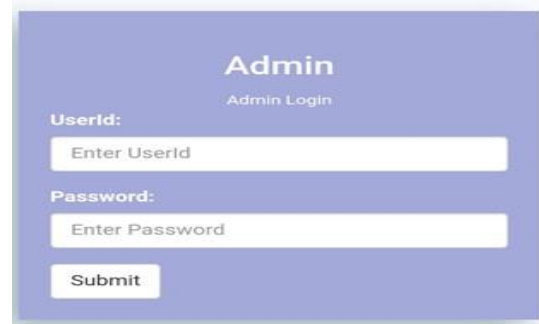 Admin
Admin Login
UserId:
Enter UserId
Password:
Enter Password
Submit